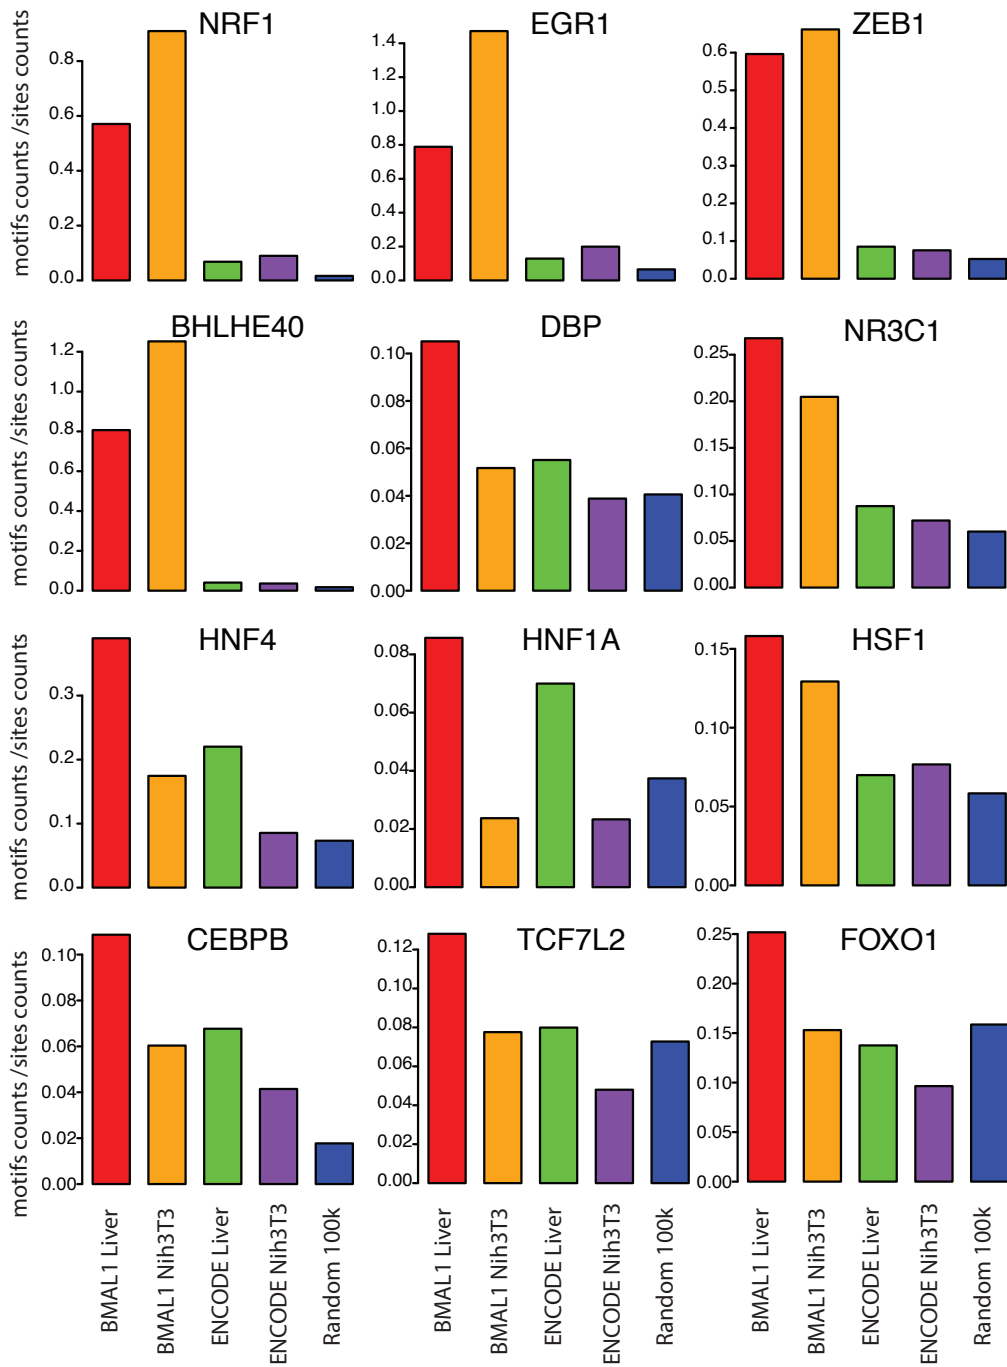 NRF1
motifs counts /sites counts
0.8
0.6
0.4
0.2
0.0
EGR1
1.4
1.2
1.0
0.8
0.6
0.4
0.2
0.0
ZEB1
0.6
0.5
0.4
0.3
0.2
0.1
0.0
BHLHE40
motifs counts /sites counts
1.2
1.0
0.8
0.6
0.4
0.2
0.0
DBP
0.10
0.08
0.06
0.04
0.02
0.00
NR3C1
0.25
0.20
0.15
0.10
0.05
0.00
HNF4
motifs counts /sites counts
0.3
0.2
0.1
0.0
HNF1A
0.08
0.06
0.04
0.02
0.00
HSF1
0.15
0.10
0.05
0.00
CEBPB
motifs counts /sites counts
0.10
0.08
0.06
0.04
0.02
0.00
TCF7L2
0.12
0.10
0.08
0.06
0.04
0.02
0.00
FOXO1
0.25
0.20
0.15
0.10
0.05
0.00
BMAL1 Liver
BMAL1 Nih3T3
ENCODE Liver
ENCODE Nih3T3
Random 100k
BMAL1 Liver
BMAL1 Nih3T3
ENCODE Liver
ENCODE Nih3T3
Random 100k
BMAL1 Liver
BMAL1 Nih3T3
ENCODE Liver
ENCODE Nih3T3
Random 100k